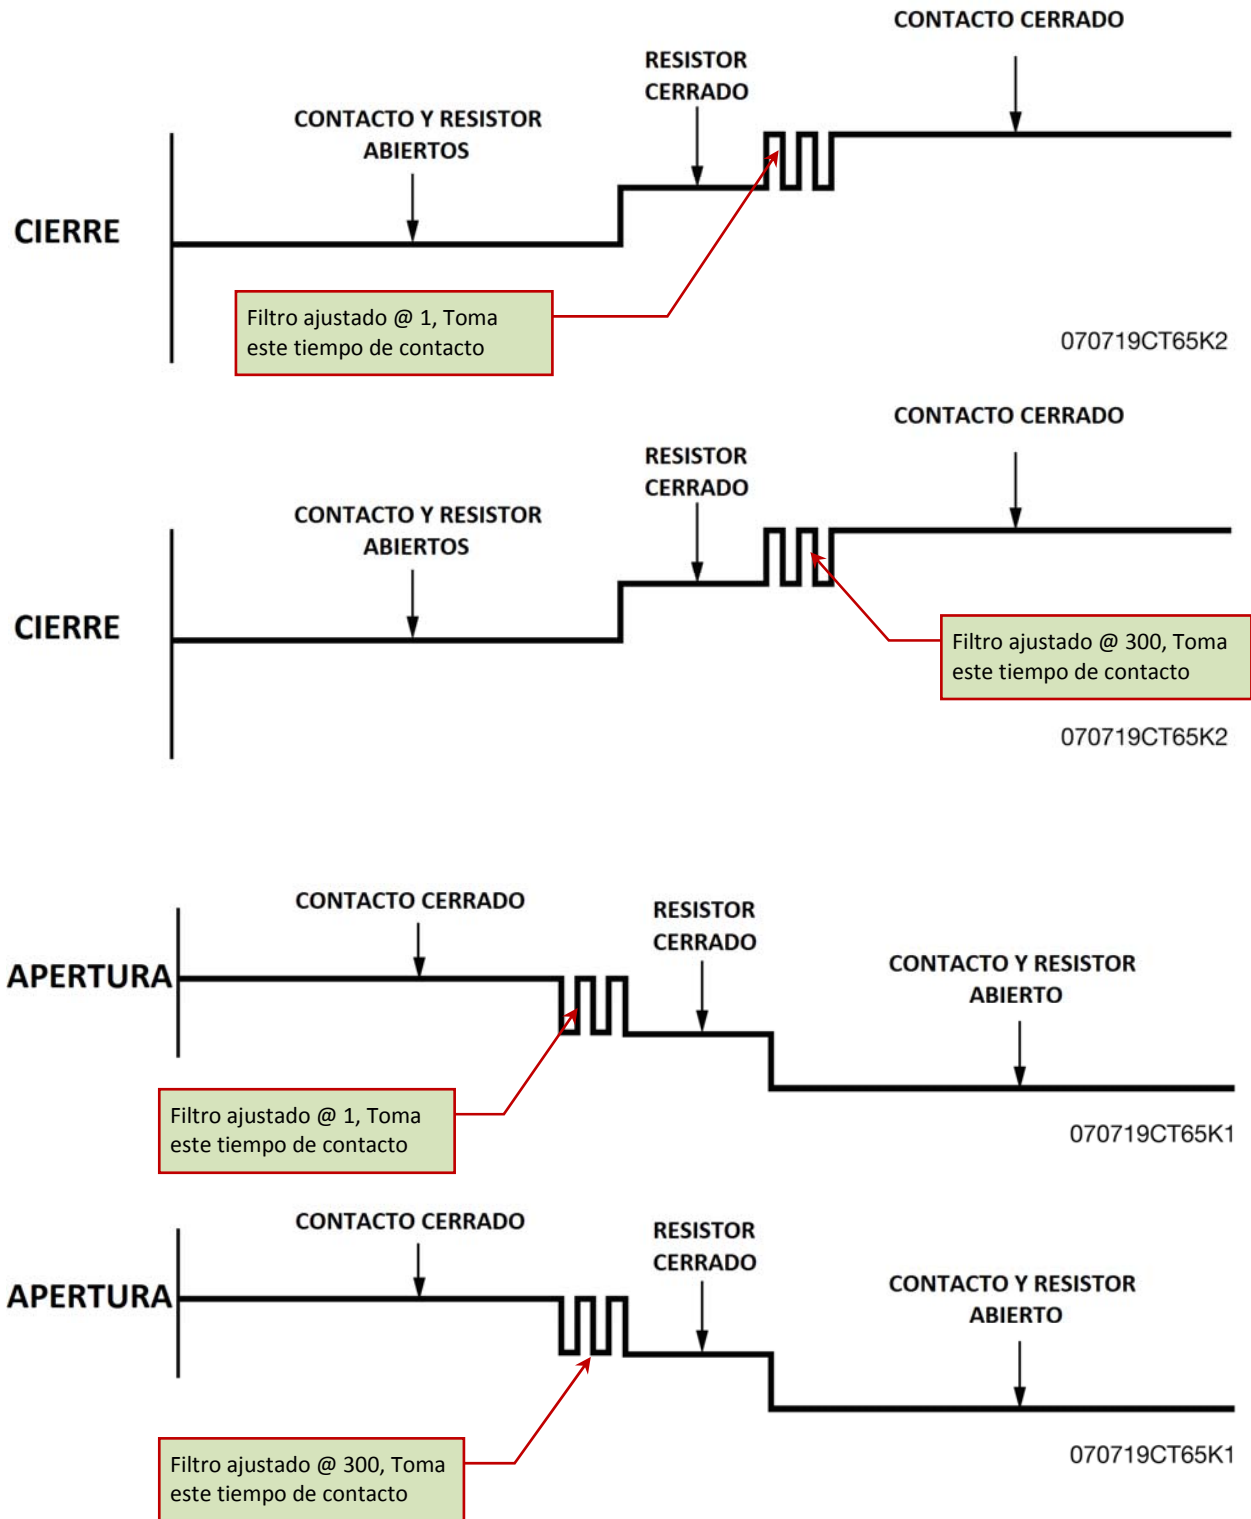 CONTACTO CERRADO
RESISTOR
CERRADO
CONTACTO Y RESISTOR
ABIERTOS
CIERRE
Filtro ajustado @ 1, Toma
este tiempo de contacto
070719CT65K2
CONTACTO CERRADO
RESISTOR
CERRADO
CONTACTO Y RESISTOR
ABIERTOS
CIERRE
Filtro ajustado @ 300, Toma
este tiempo de contacto
070719CT65K2
CONTACTO CERRADO
RESISTOR
CERRADO
CONTACTO Y RESISTOR
ABIERTO
APERTURA
Filtro ajustado @ 1, Toma
este tiempo de contacto
070719CT65K1
CONTACTO CERRADO
RESISTOR
CERRADO
CONTACTO Y RESISTOR
ABIERTO
APERTURA
Filtro ajustado @ 300, Toma
este tiempo de contacto
070719CT65K1